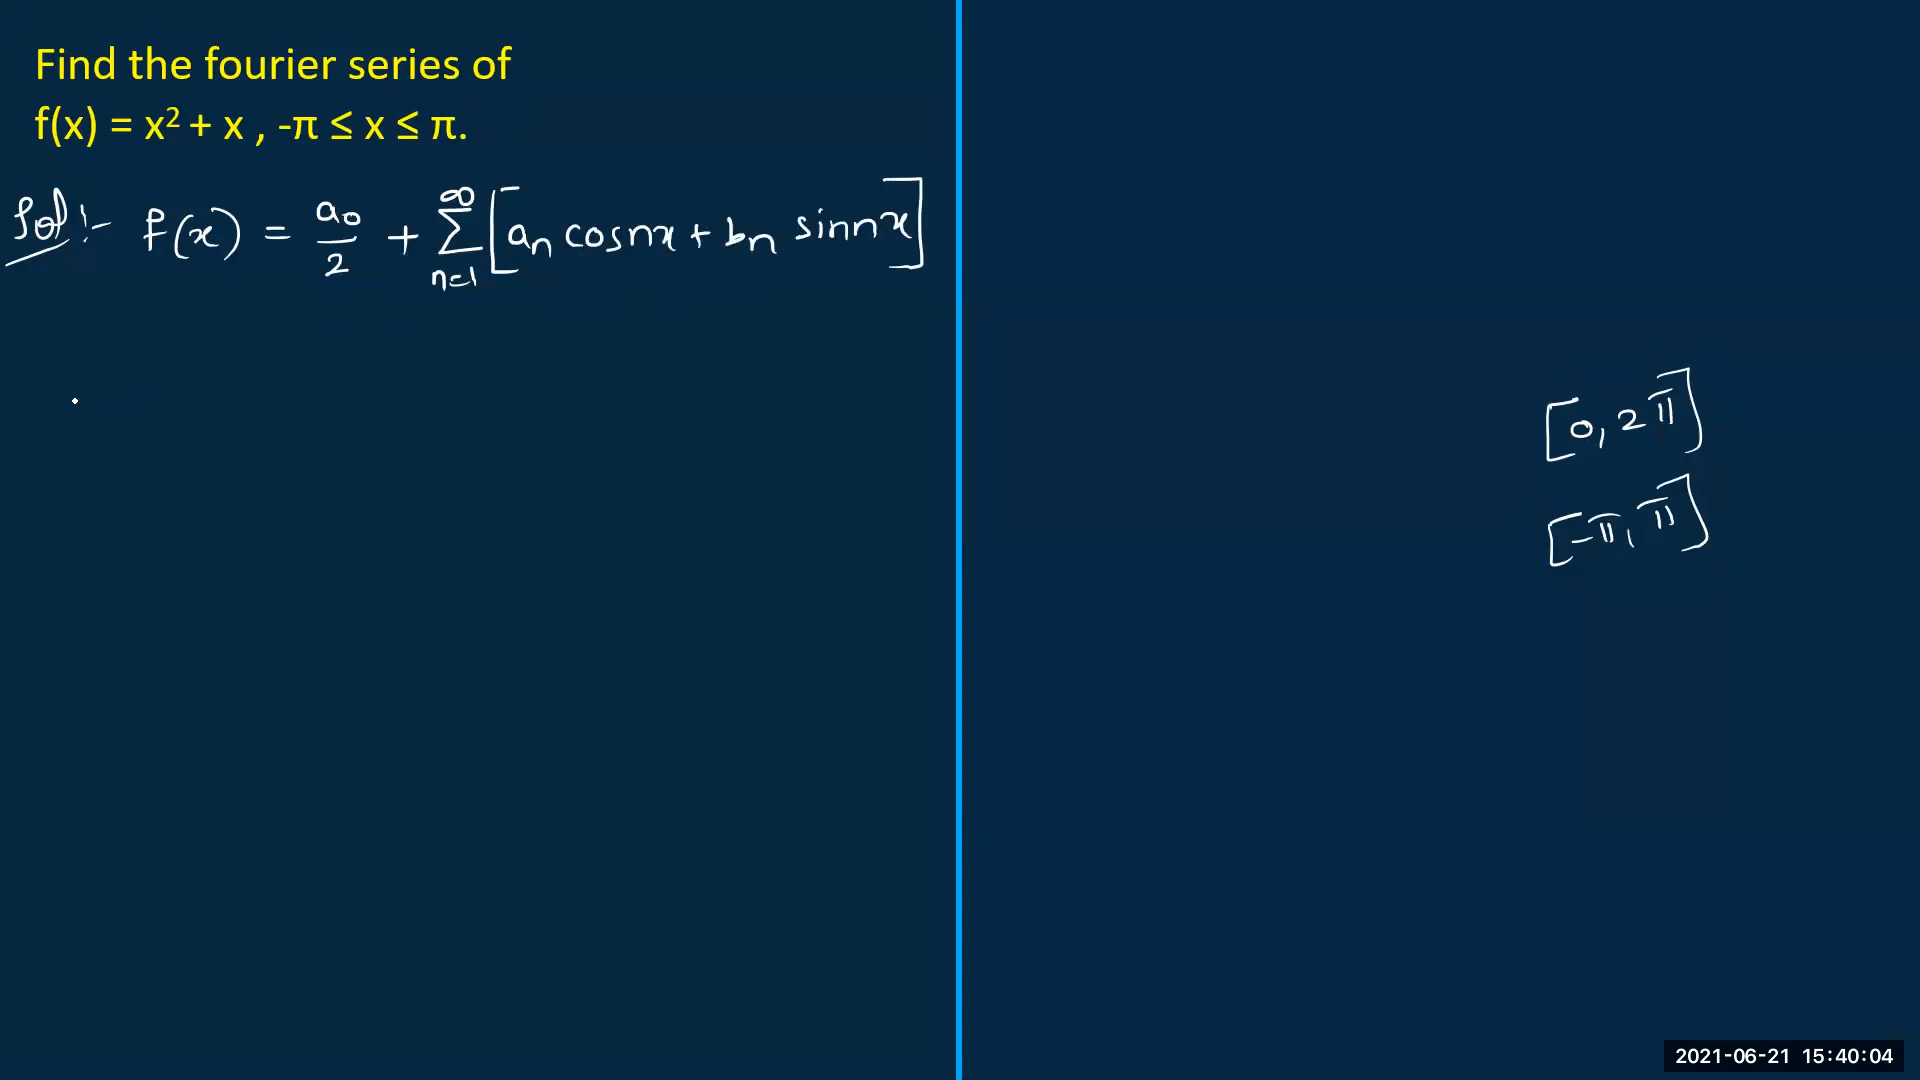 Find the fourier series of
f(x) = x² + x , -π ≤ x ≤ π.
Sol:- f(x) = a₀/2 + ∞∑n=1 [aₙ cosnx + bₙ sinnx]
[0, 2π]
[-π, π]
2021-06-21 15:40:04